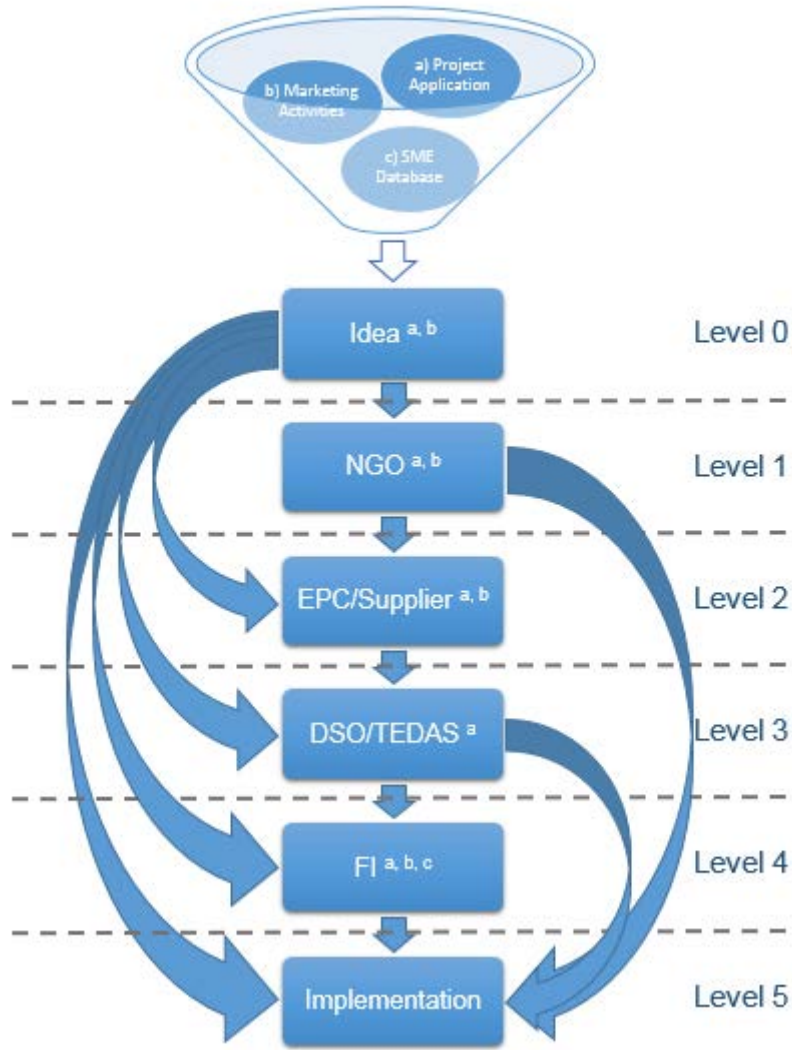 a) Project
Application
b) Marketing
Activities
c) SME
Database
Idea a, b
Level 0
NGO a, b
Level 1
EPC/Supplier a, b
Level 2
DSO/TEDAS a
Level 3
FI a, b, c
Level 4
Implementation
Level 5